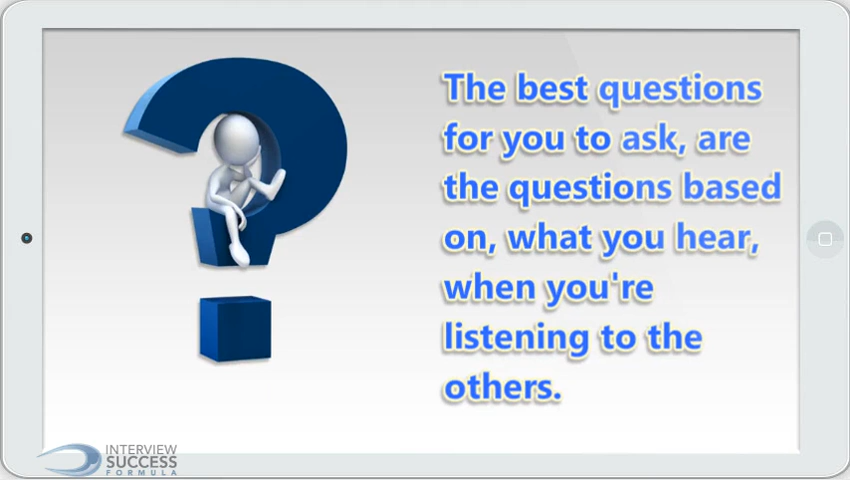 The best questions
for you to ask, are
the questions based
on, what you hear,
when you're
listening to the
others.
INTERVIEW
SUCCESS
FORMULA